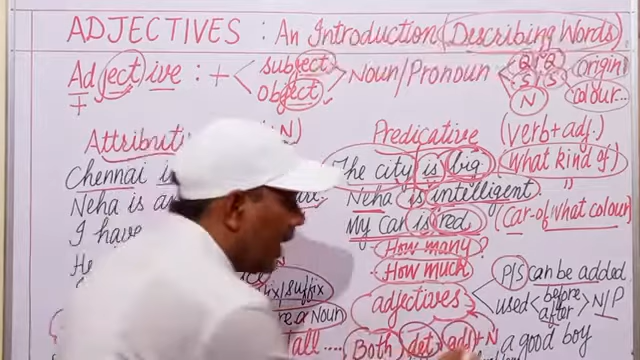 ADJECTIVES : An Introduction (Describing Words)
Adjective : + < subject object > Noun/Pronoun < Q Q S S N origin colour...
+
Attributi N)
Predicative (verb + adj.)
Chennai
The city is big (What kind of)
Neha is a
Neha is intelligent "
I have
My car is red (car - of what colour
He
How many ?
How much
fix/suffix
adjectives < P/S can be added
re a Noun
used < before after > N/P
all ....
Both det + adj + N a good boy